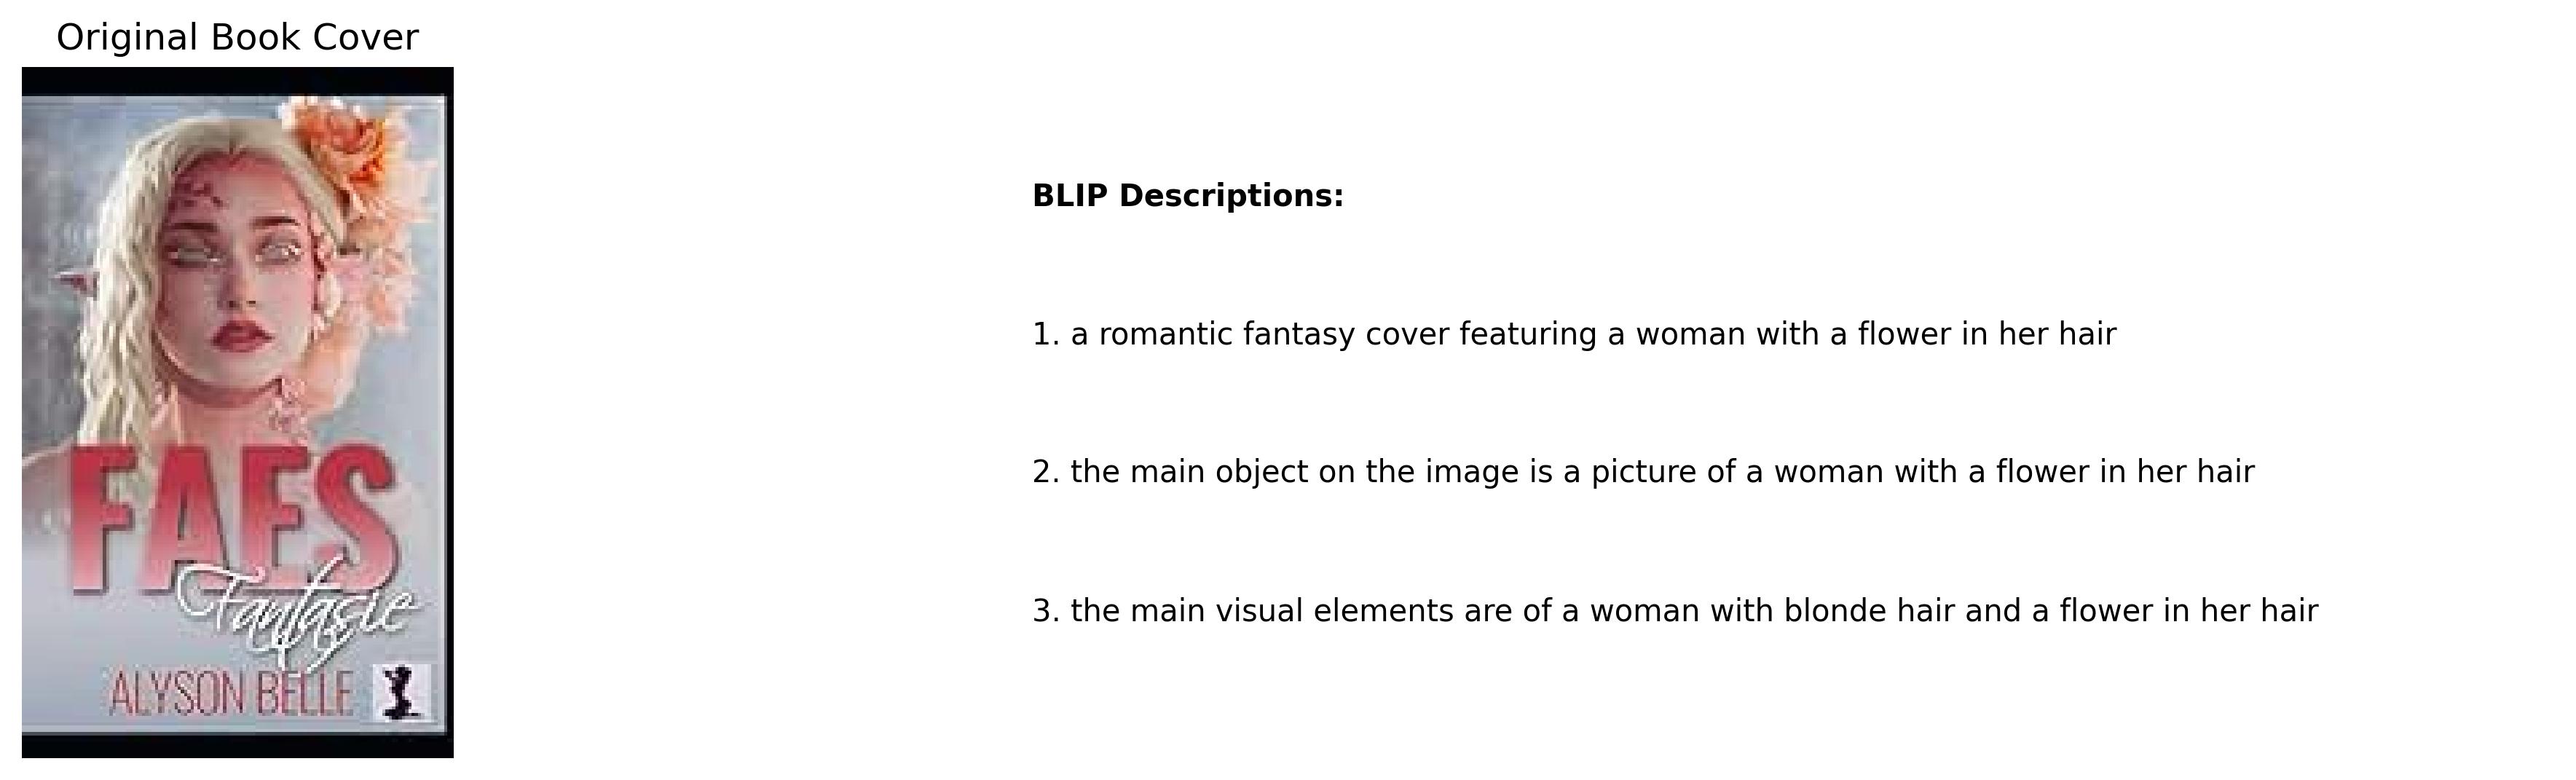 Original Book Cover
FAES
Fantasie
ALYSON BELLE
BLIP Descriptions:
1. a romantic fantasy cover featuring a woman with a flower in her hair
2. the main object on the image is a picture of a woman with a flower in her hair
3. the main visual elements are of a woman with blonde hair and a flower in her hair